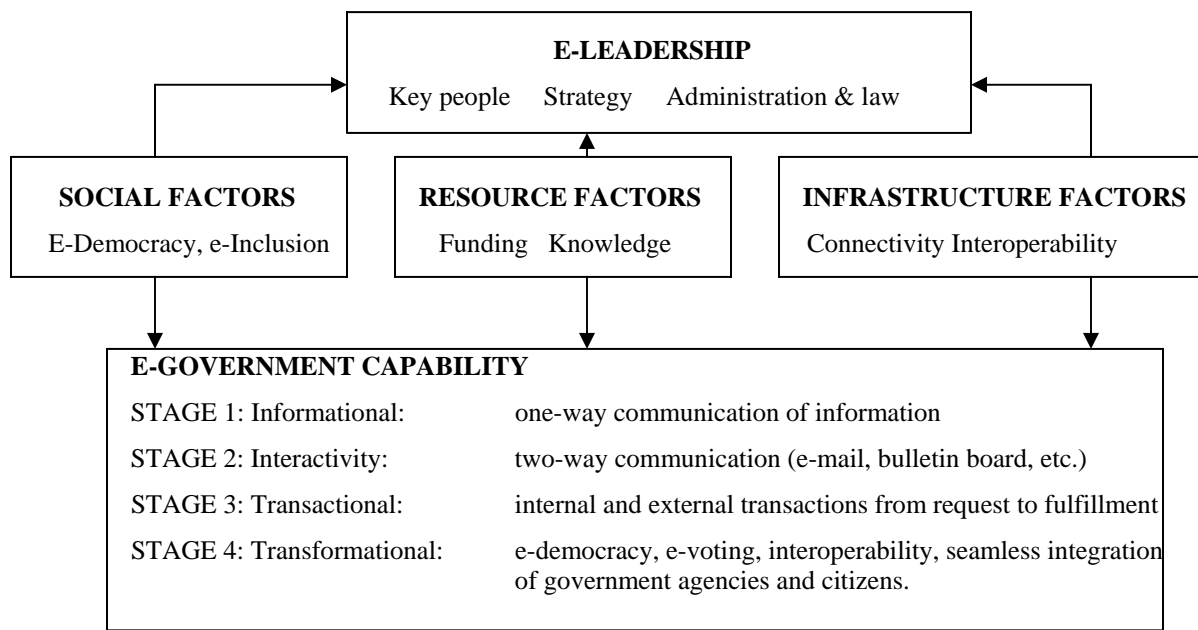 E-LEADERSHIP
Key people Strategy Administration & law
SOCIAL FACTORS
E-Democracy, e-Inclusion
RESOURCE FACTORS
Funding Knowledge
INFRASTRUCTURE FACTORS
Connectivity Interoperability
E-GOVERNMENT CAPABILITY
STAGE 1: Informational: one-way communication of information
STAGE 2: Interactivity: two-way communication (e-mail, bulletin board, etc.)
STAGE 3: Transactional: internal and external transactions from request to fulfillment
STAGE 4: Transformational: e-democracy, e-voting, interoperability, seamless integration
of government agencies and citizens.